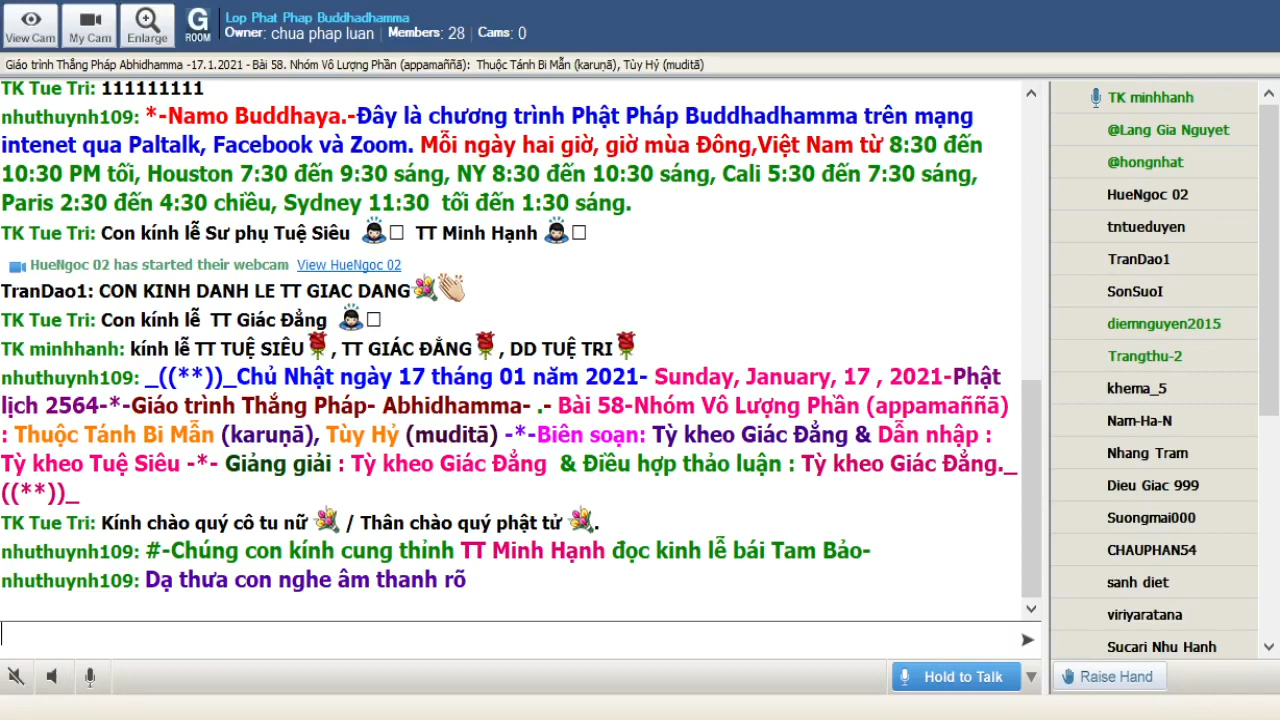 Lop Phat Phap Buddhadhamma
Owner: chua phap luan | Members: 28 | Cams: 0
View Cam
My Cam
Enlarge
G
ROOM
Giáo trình Thắng Pháp Abhidhamma -17.1.2021 - Bài 58. Nhóm Vô Lượng Phần (appamaññā): Thuộc Tánh Bi Mẫn (karuṇā), Tùy Hỷ (muditā)
TK Tue Tri: 111111111
nhuthuynh109: *-Namo Buddhaya.-Đây là chương trình Phật Pháp Buddhadhamma trên mạng
intenet qua Paltalk, Facebook và Zoom. Mỗi ngày hai giờ, giờ mùa Đông,Việt Nam từ 8:30 đến
10:30 PM tối, Houston 7:30 đến 9:30 sáng, NY 8:30 đến 10:30 sáng, Cali 5:30 đến 7:30 sáng,
Paris 2:30 đến 4:30 chiều, Sydney 11:30 tối đến 1:30 sáng.
TK Tue Tri: Con kính lễ Sư phụ Tuệ Siêu TT Minh Hạnh
HueNgoc 02 has started their webcam View HueNgoc 02
TranDao1: CON KINH DANH LE TT GIAC DANG
TK Tue Tri: Con kính lễ TT Giác Đẳng
TK minhhanh: kính lễ TT TUỆ SIÊU, TT GIÁC ĐẲNG, DD TUỆ TRI
nhuthuynh109: _((**))_Chủ Nhật ngày 17 tháng 01 năm 2021- Sunday, January, 17 , 2021-Phật
lịch 2564-*-Giáo trình Thắng Pháp- Abhidhamma- .- Bài 58-Nhóm Vô Lượng Phần (appamaññā)
: Thuộc Tánh Bi Mẫn (karuṇā), Tùy Hỷ (muditā) -*-Biên soạn: Tỳ kheo Giác Đẳng & Dẫn nhập :
Tỳ kheo Tuệ Siêu -*- Giảng giải : Tỳ kheo Giác Đẳng & Điều hợp thảo luận : Tỳ kheo Giác Đẳng._
((**))_
TK Tue Tri: Kính chào quý cô tu nữ / Thân chào quý phật tử .
nhuthuynh109: #-Chúng con kính cung thỉnh TT Minh Hạnh đọc kinh lễ bái Tam Bảo-
nhuthuynh109: Dạ thưa con nghe âm thanh rõ
Hold to Talk
TK minhhanh
@Lang Gia Nguyet
@hongnhat
HueNgoc 02
tntueduyen
TranDao1
SonSuoI
diemnguyen2015
Trangthu-2
khema_5
Nam-Ha-N
Nhang Tram
Dieu Giac 999
Suongmai000
CHAUPHAN54
sanh diet
viriyaratana
Sucari Nhu Hanh
Raise Hand